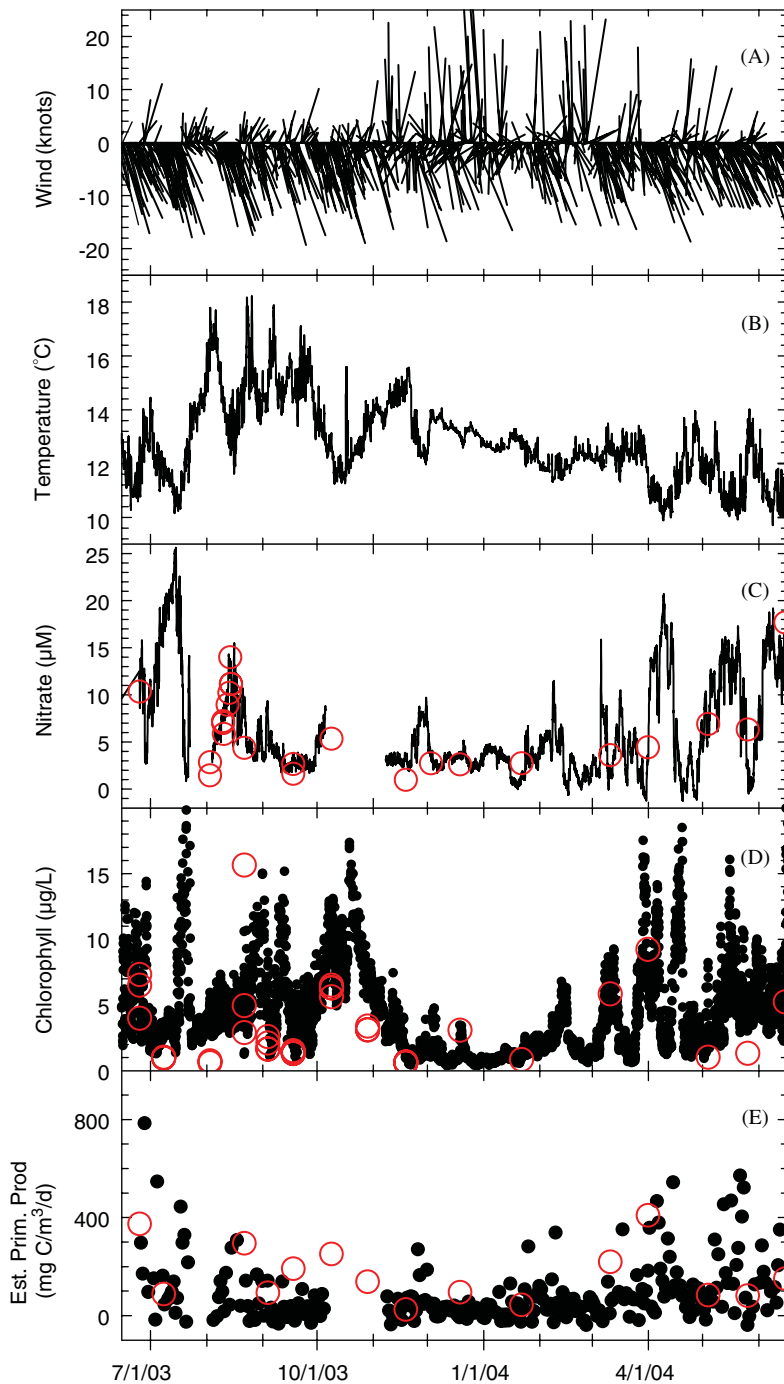 (A)
Wind (knots)
20
10
0
-10
-20
(B)
Temperature (°C)
18
16
14
12
10
(C)
Nitrate (µM)
25
20
15
10
5
0
(D)
Chlorophyll (µg/L)
15
10
5
0
(E)
Est. Prim. Prod
(mg C/m³/d)
800
400
0
7/1/03 10/1/03 1/1/04 4/1/04